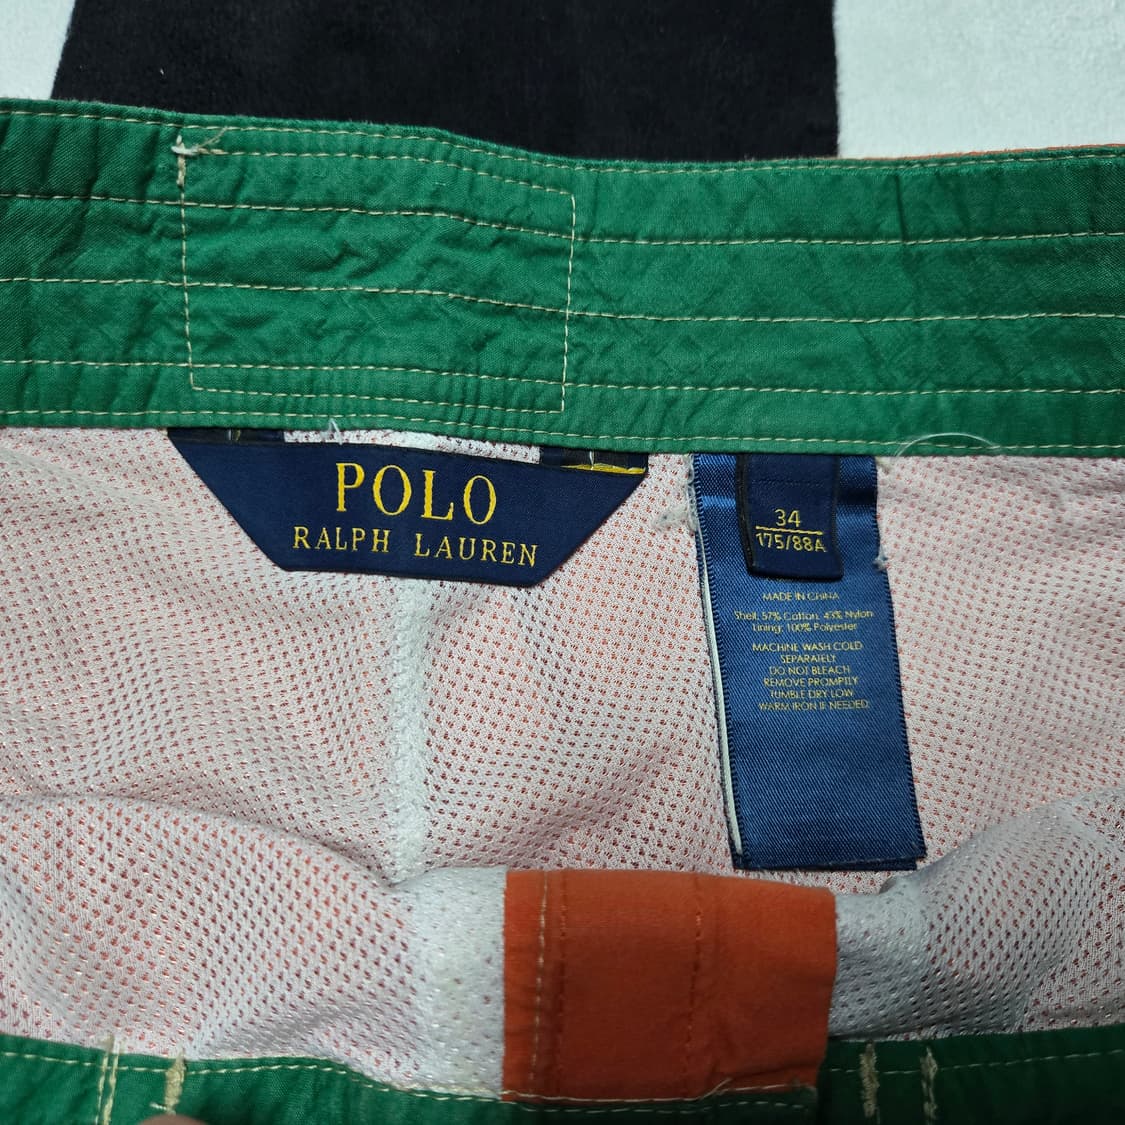 POLO
RALPH LAUREN
34
175/88A
MADE IN CHINA
Shell: 57% Cotton, 43% Nylon
Lining: 100% Polyester
MACHINE WASH COLD
SEPARATELY
DO NOT BLEACH
REMOVE PROMPTLY
TUMBLE DRY LOW
WARM IRON IF NEEDED